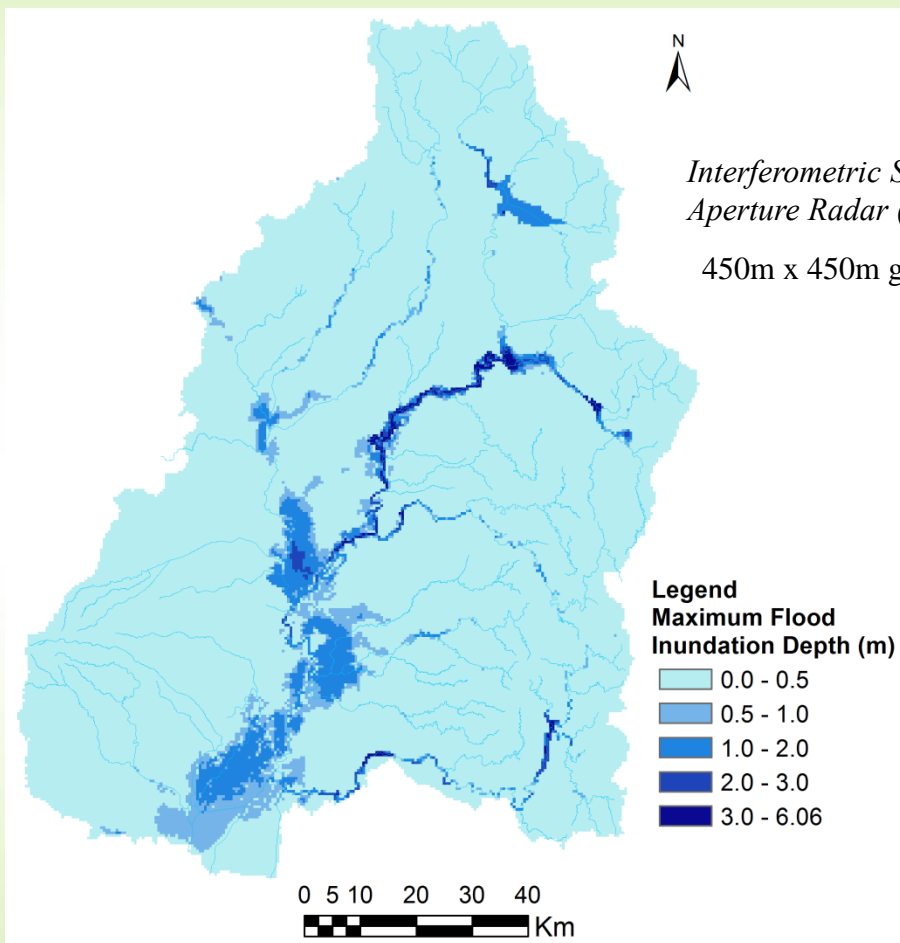 N
Interferometric S
Aperture Radar (
450m x 450m g
Legend
Maximum Flood
Inundation Depth (m)
0.0 - 0.5
0.5 - 1.0
1.0 - 2.0
2.0 - 3.0
3.0 - 6.06
0 5 10 20 30 40
Km